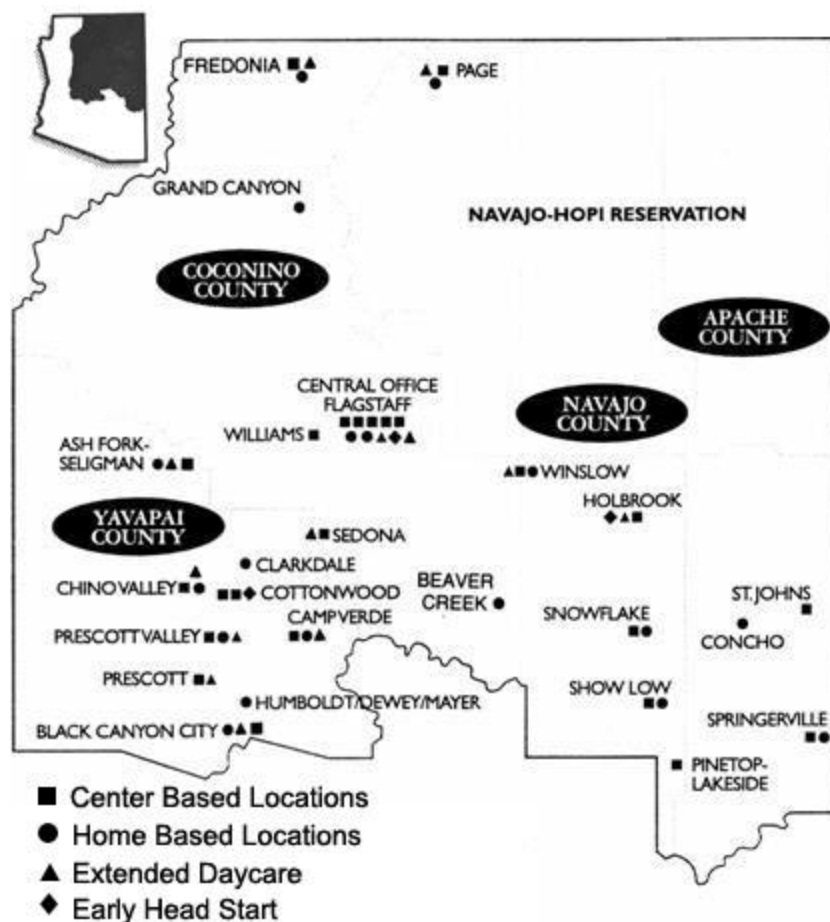 FREDONIA
PAGE
GRAND CANYON
NAVAJO-HOPI RESERVATION
COCONINO
COUNTY
APACHE
COUNTY
CENTRAL OFFICE
FLAGSTAFF
NAVAJO
COUNTY
WILLIAMS
ASH FORK-
SELIGMAN
WINSLOW
HOLBROOK
YAVAPAI
COUNTY
SEDONA
CLARKDALE
BEAVER
CREEK
CHINO VALLEY
COTTONWOOD
ST. JOHNS
CAMP VERDE
SNOWFLAKE
CONCHO
PRESCOTT VALLEY
PRESCOTT
SHOW LOW
HUMBOLDT/DEWEY/MAYER
SPRINGERVILLE
BLACK CANYON CITY
PINETOP-
LAKESIDE
Center Based Locations
Home Based Locations
Extended Daycare
Early Head Start